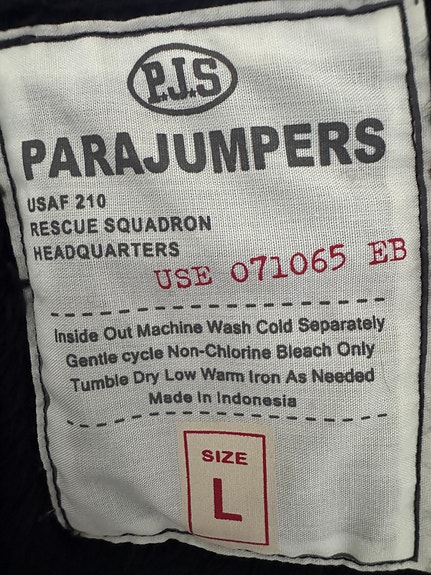 P.J.S
PARAJUMPERS
USAF 210
RESCUE SQUADRON
HEADQUARTERS
USE 071065 EB
Inside Out Machine Wash Cold Separately
Gentle cycle Non-Chlorine Bleach Only
Tumble Dry Low Warm Iron As Needed
Made In Indonesia
SIZE
L